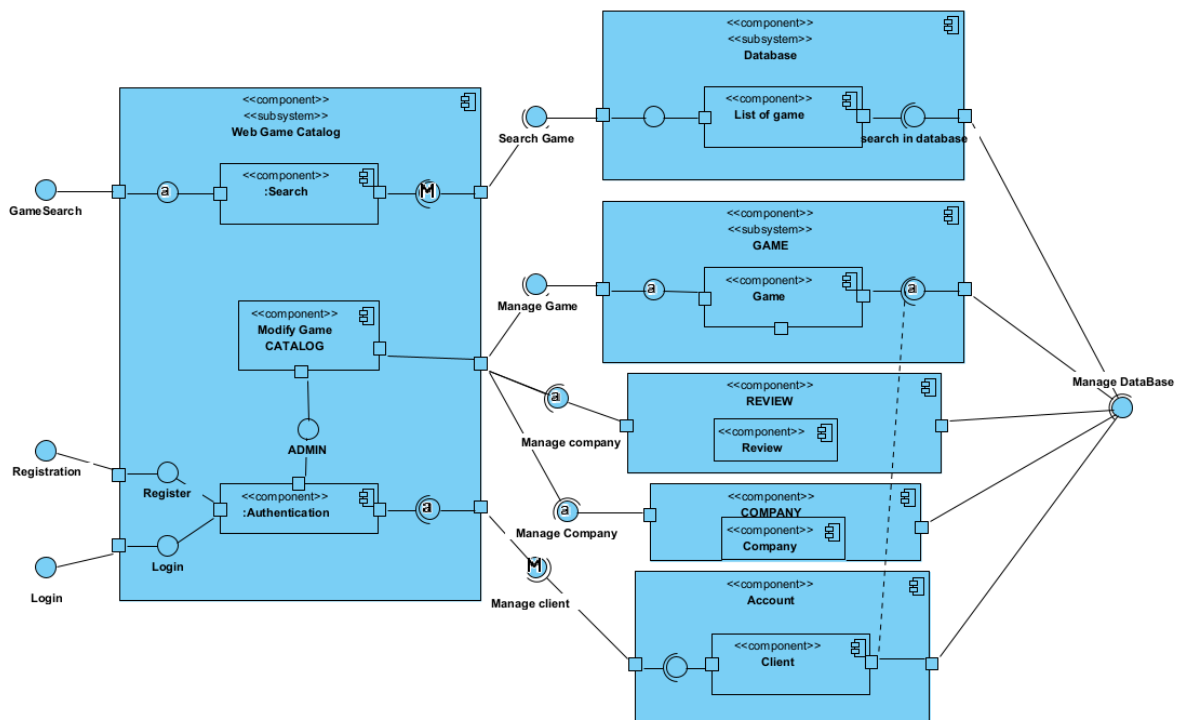 <<component>>
<<subsystem>>
Database
<<component>>
List of game
search in database
<<component>>
<<subsystem>>
Web Game Catalog
<<component>>
:Search
a
M
GameSearch
Search Game
<<component>>
<<subsystem>>
GAME
<<component>>
Game
a
a
Manage Game
<<component>>
Modify Game
CATALOG
ADMIN
<<component>>
REVIEW
<<component>>
Review
a
Manage company
Manage DataBase
Registration
Register
<<component>>
:Authentication
a
Login
Login
<<component>>
COMPANY
<<component>>
Company
a
Manage Company
M
Manage client
<<component>>
Account
<<component>>
Client